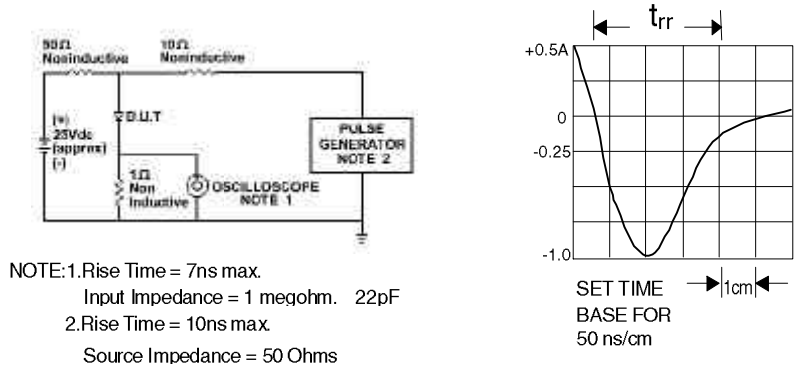 50Ω
Noninductive
10Ω
Noninductive
(+)
25Vdc
(approx)
(-)
D.U.T
1Ω
Non
Inductive
OSCILLOSCOPE
NOTE 1
PULSE
GENERATOR
NOTE 2
NOTE:1.Rise Time = 7ns max.
Input Impedance = 1 megohm. 22pF
2.Rise Time = 10ns max.
Source Impedance = 50 Ohms
trr
+0.5A
0
-0.25
-1.0
1cm
SET TIME
BASE FOR
50 ns/cm